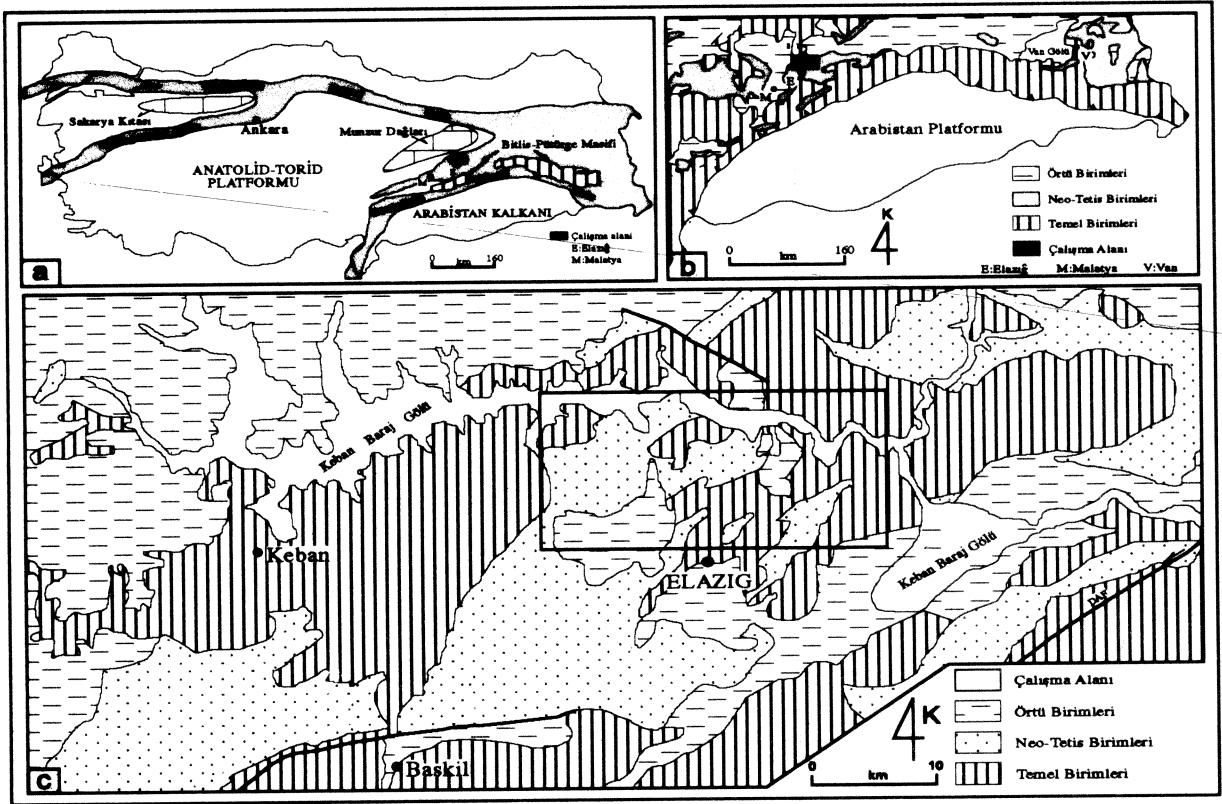 Sakarya Kıtası
Ankara
Munzur Dağları
Bitlis-Pütürge Masifi
ANATOLİD-TORİD
PLATFORMU
ARABİSTAN KALKANI
Çalışma alanı
E:Elazığ
M:Malatya
0 160
km
a
Van Gölü
V
E
M
Arabistan Platformu
Örtü Birimleri
Neo-Tetis Birimleri
Temel Birimleri
Çalışma Alanı
K
0 160
km
E:Elazığ M:Malatya V:Van
b
Keban Baraj Gölü
Keban
ELAZIG
Keban Baraj Gölü
DAF
Baskil
Çalışma Alanı
Örtü Birimleri
Neo-Tetis Birimleri
Temel Birimleri
K
0 10
km
c